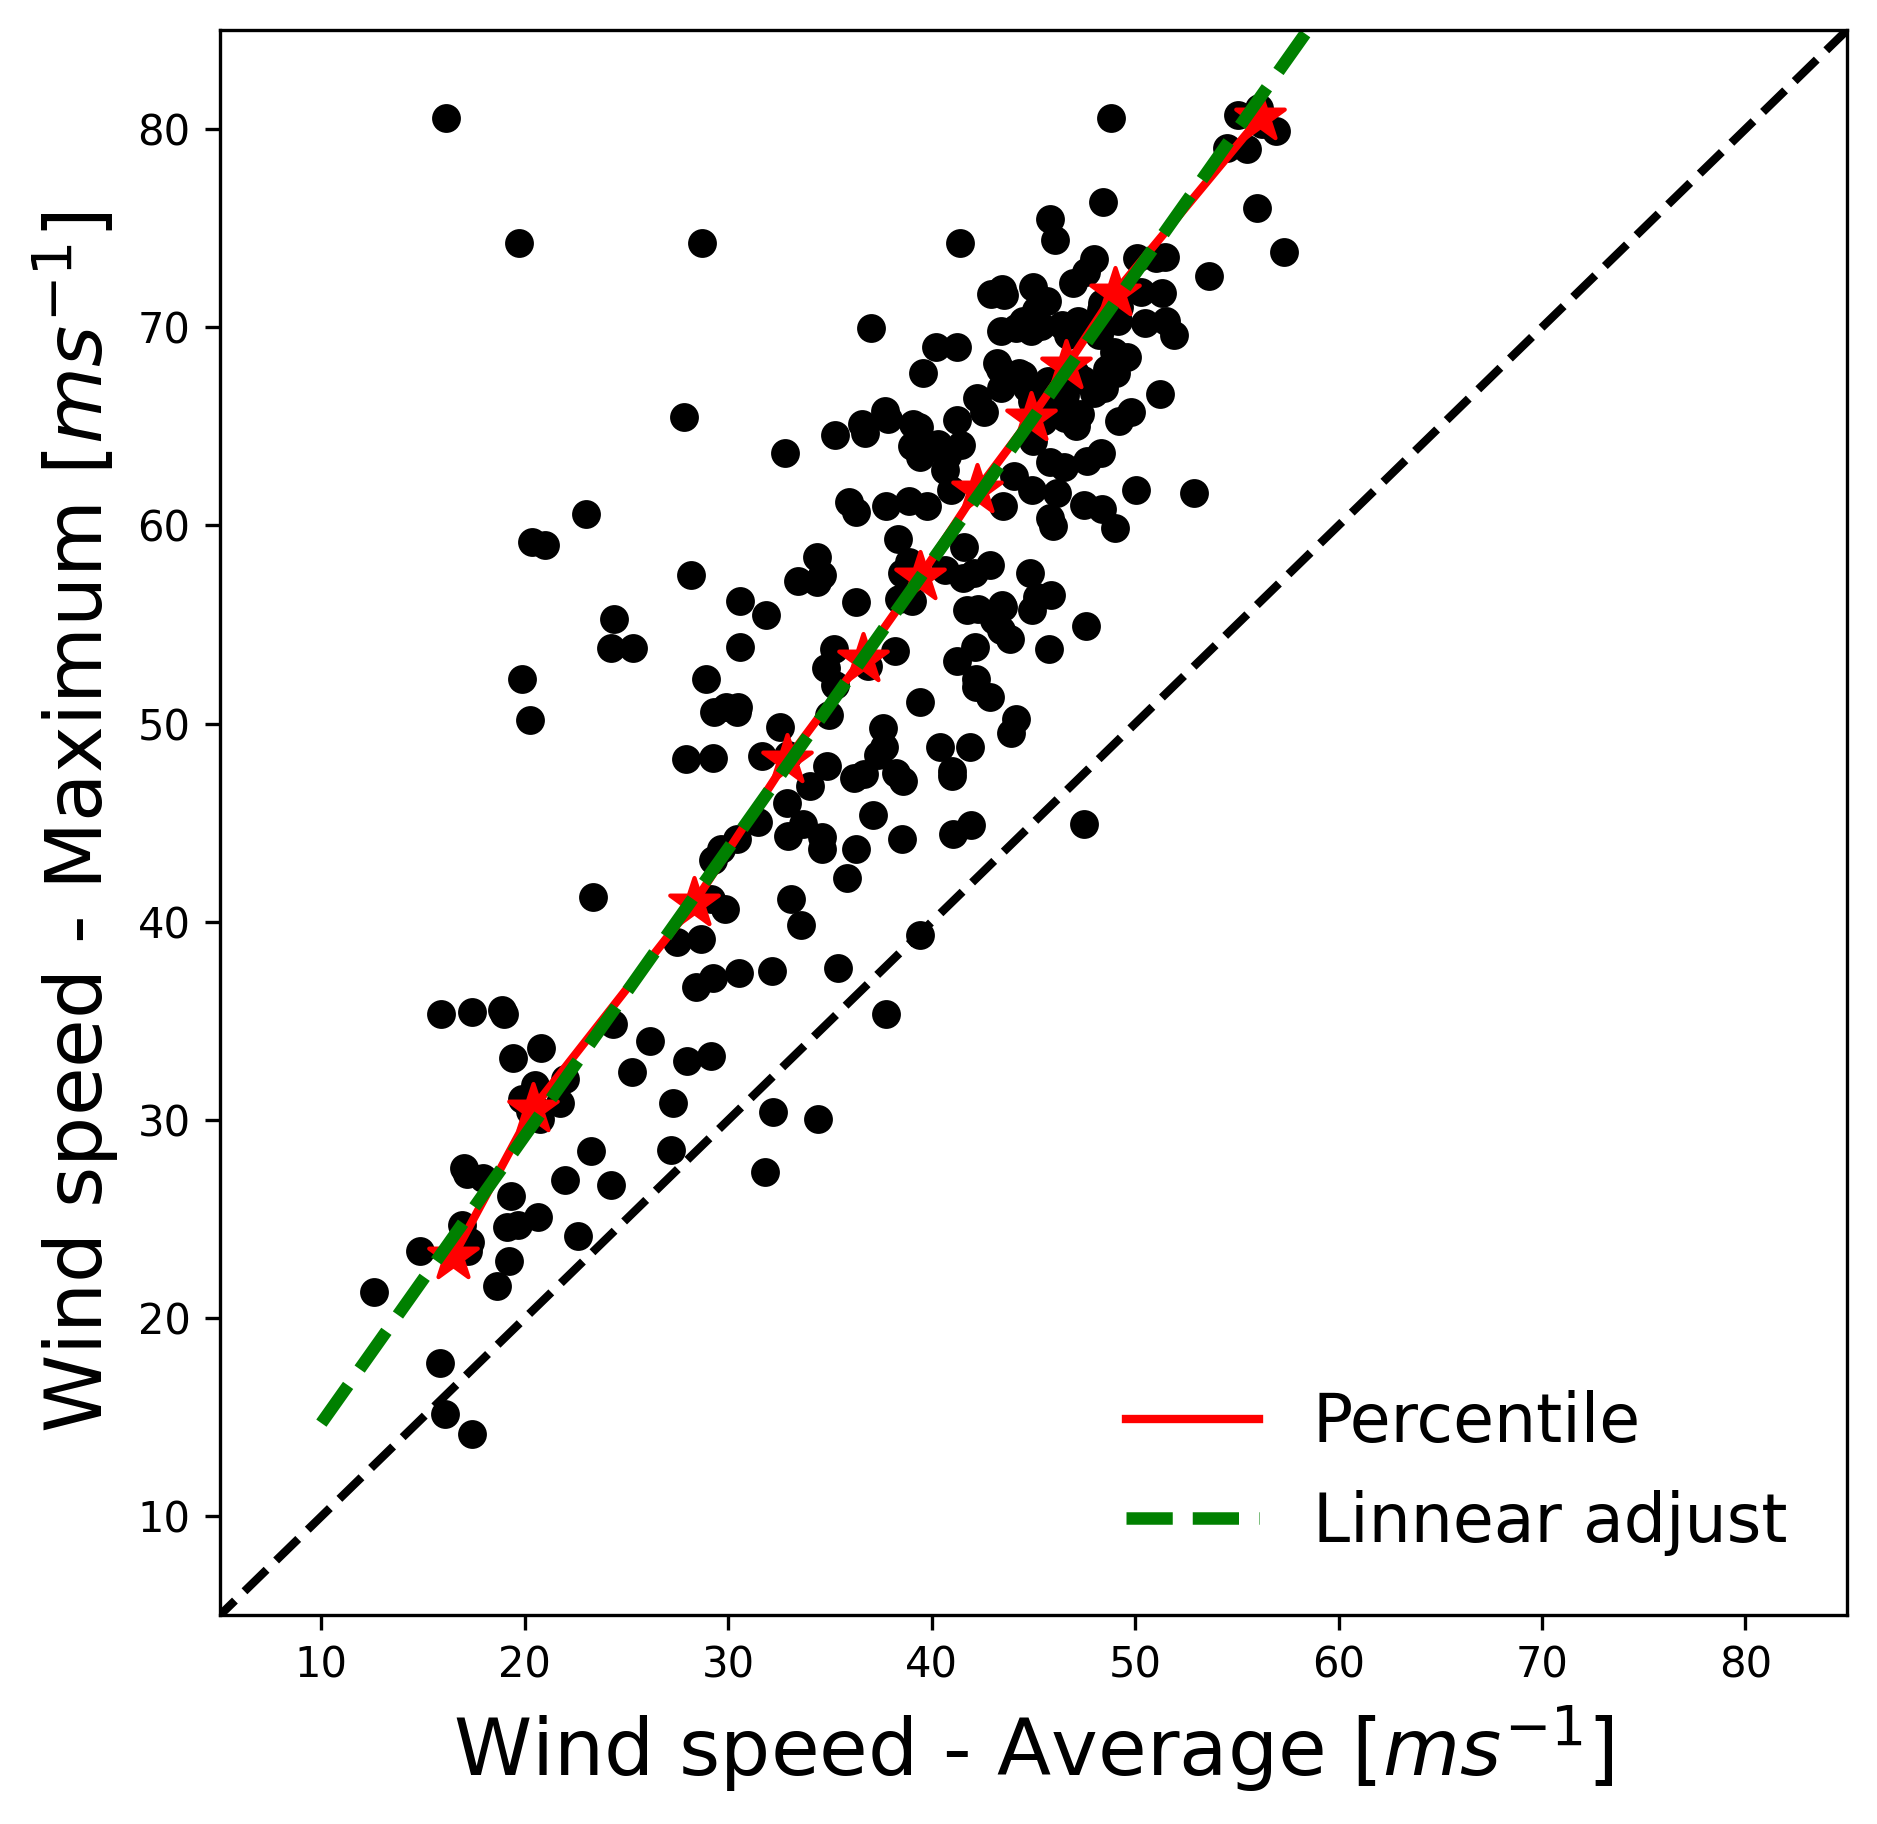 Wind speed - Maximum [ms⁻¹]
80
70
60
50
40
30
20
10
Percentile
Linnear adjust
10 20 30 40 50 60 70 80
Wind speed - Average [ms⁻¹]